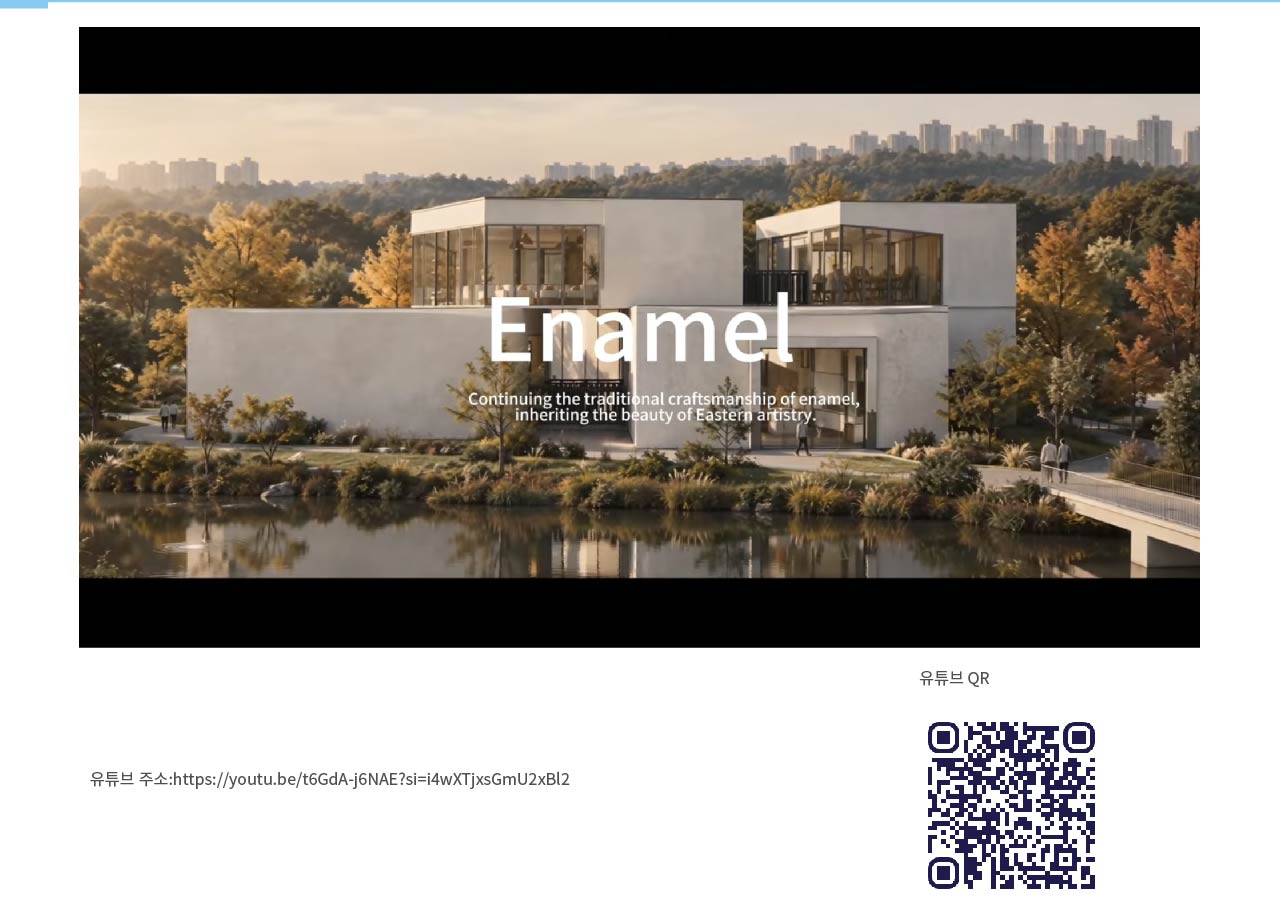 Enamel
Continuing the traditional craftsmanship of enamel,
inheriting the beauty of Eastern artistry.
유튜브 QR
유튜브 주소:https://youtu.be/t6GdA-j6NAE?si=i4wXTjxsGmU2xBl2